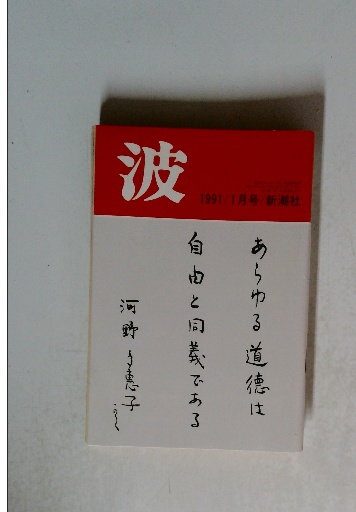 波
1991/1月号/新潮社
あらゆる道徳は
自由と同義である
河野多惠子